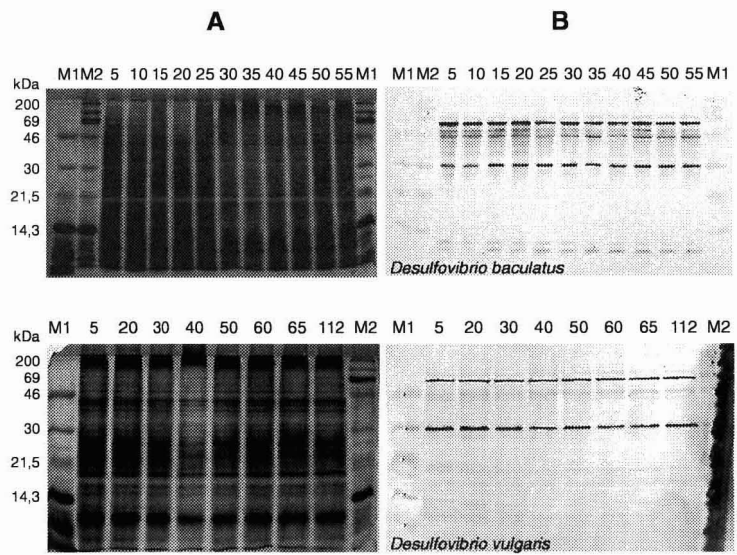 A B
M1 M2 5 10 15 20 25 30 35 40 45 50 55 M1 M1 M2 5 10 15 20 25 30 35 40 45 50 55 M1
kDa
200
69
46
30
21,5
14,3
Desulfovibrio baculatus
M1 5 20 30 40 50 60 65 112 M2 M1 5 20 30 40 50 60 65 112 M2
kDa
200
69
46
30
21,5
14,3
Desulfovibrio vulgaris